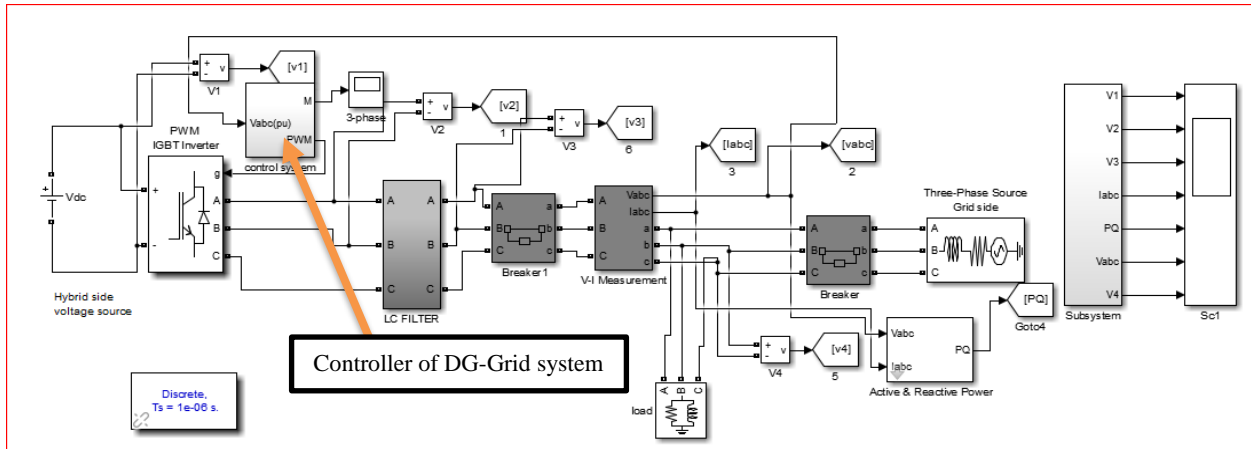 [v1]
V1
M
Vabc(pu)
PWM
control system
3-phase
[v2]
V2
1
[v3]
V3
6
[Iabc]
3
[vabc]
2
PWM
IGBT Inverter
g
+
-
A
B
C
Vdc
Hybrid side
voltage source
A
B
C
A
B
C
LC FILTER
A
B
C
a
b
c
Breaker1
A
B
C
Vabc
Iabc
a
b
c
V-I Measurement
A
B
C
a
b
c
Breaker
Three-Phase Source
Grid side
A
B
C
[PQ]
Goto4
Vabc
Iabc
PQ
Active & Reactive Power
V4
[v4]
5
A B C
load
V1
V2
V3
Iabc
PQ
Vabc
V4
Subsystem
Sc1
Controller of DG-Grid system
Discrete,
Ts = 1e-06 s.